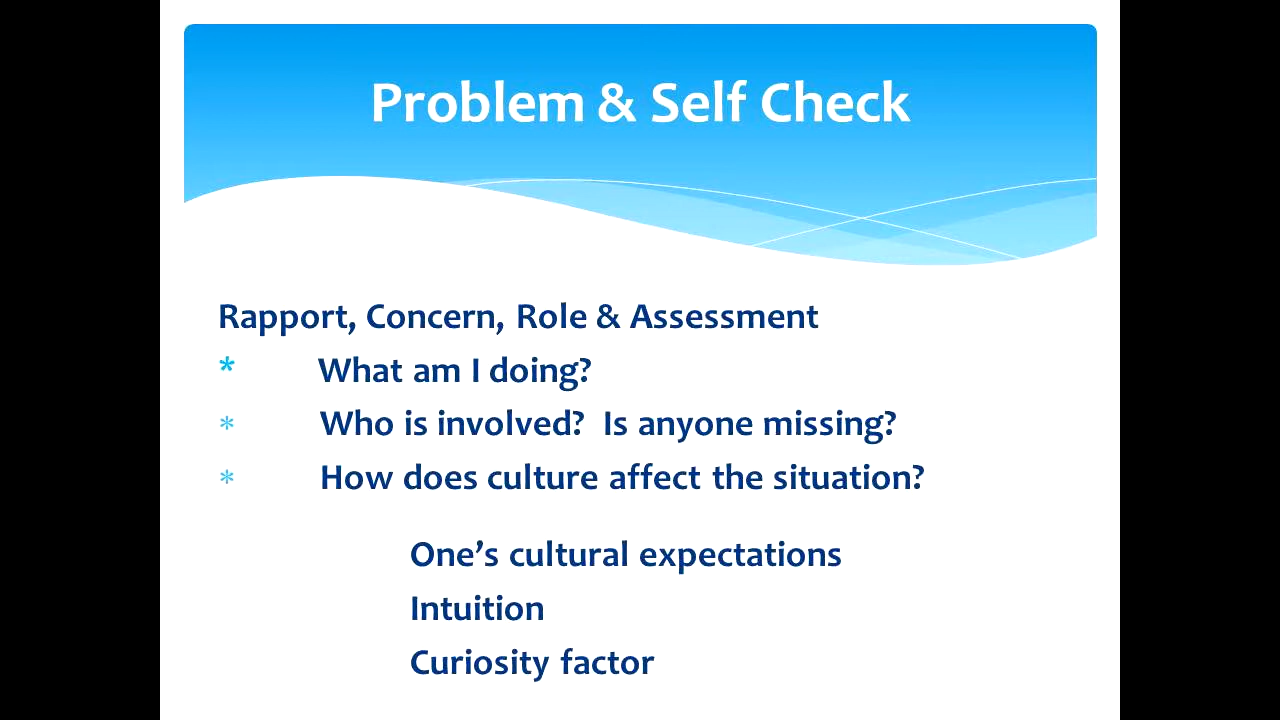 Problem & Self Check
Rapport, Concern, Role & Assessment
* What am I doing?
* Who is involved?  Is anyone missing?
* How does culture affect the situation?
One’s cultural expectations
Intuition
Curiosity factor